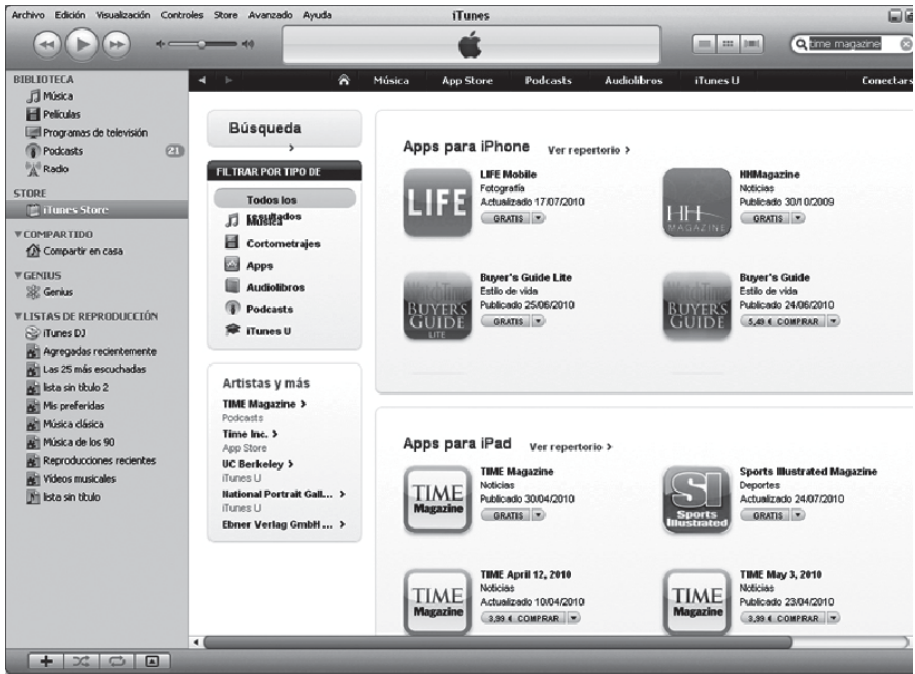 Archivo Edición Visualización Controles Store Avanzado Ayuda
iTunes
time magazine
BIBLIOTECA
Música
Películas
Programas de televisión
Podcasts 21
Radio
STORE
iTunes Store
COMPARTIDO
Compartir en casa
GENIUS
Genius
LISTAS DE REPRODUCCIÓN
iTunes DJ
Agregadas recientemente
Las 25 más escuchadas
lista sin título 2
Mis preferidas
Música clásica
Música de los 90
Reproducciones recientes
Vídeos musicales
lista sin título
Música App Store Podcasts Audiolibros iTunes U Conectars
Búsqueda
FILTRAR POR TIPO DE
Todos los
resultados
Música
Cortometrajes
Apps
Audiolibros
Podcasts
iTunes U
Artistas y más
TIME Magazine >
Podcasts
Time Inc. >
App Store
UC Berkeley >
iTunes U
National Portrait Gall... >
iTunes U
Ebner Verlag GmbH ... >
Apps para iPhone Ver repertorio >
LIFE
LIFE Mobile
Fotografía
Actualizado 17/07/2010
GRATIS
HH
MAGAZINE
HHMagazine
Noticias
Publicado 30/10/2009
GRATIS
WatchTime
BUYER'S
GUIDE
LITE
Buyer's Guide Lite
Estilo de vida
Publicado 25/06/2010
GRATIS
WatchTime
BUYER'S
GUIDE
Buyer's Guide
Estilo de vida
Publicado 24/06/2010
5,49 € COMPRAR
Apps para iPad Ver repertorio >
TIME
Magazine
TIME Magazine
Noticias
Publicado 30/04/2010
GRATIS
SI
Sports
Illustrated
Sports Illustrated Magazine
Deportes
Actualizado 24/07/2010
GRATIS
TIME
Magazine
TIME April 12, 2010
Noticias
Actualizado 10/04/2010
3,99 € COMPRAR
TIME
Magazine
TIME May 3, 2010
Noticias
Publicado 23/04/2010
3,99 € COMPRAR